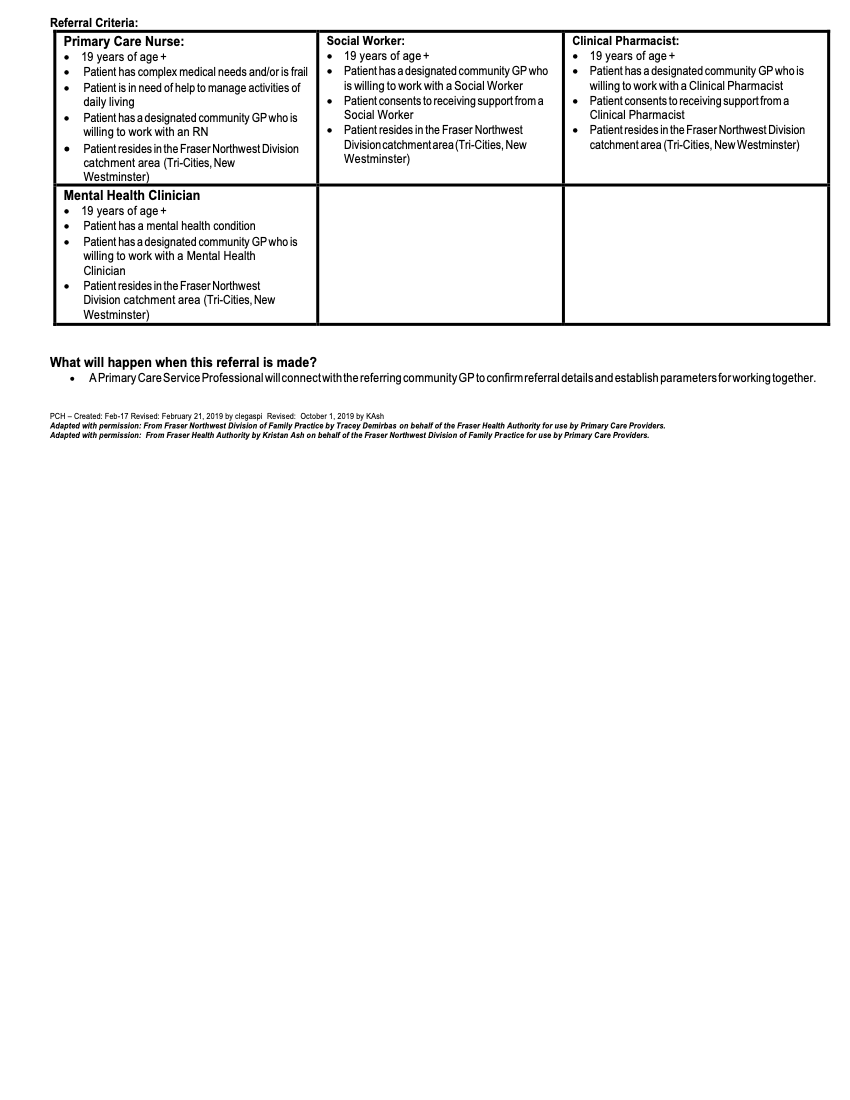 Referral Criteria:
Primary Care Nurse:
• 19 years of age +
• Patient has complex medical needs and/or is frail
• Patient is in need of help to manage activities of
daily living
• Patient has a designated community GP who is
willing to work with an RN
• Patient resides in the Fraser Northwest Division
catchment area (Tri-Cities, New
Westminster)
Social Worker:
• 19 years of age +
• Patient has a designated community GP who
is willing to work with a Social Worker
• Patient consents to receiving support from a
Social Worker
• Patient resides in the Fraser Northwest
Division catchment area (Tri-Cities, New
Westminster)
Clinical Pharmacist:
• 19 years of age +
• Patient has a designated community GP who is
willing to work with a Clinical Pharmacist
• Patient consents to receiving support from a
Clinical Pharmacist
• Patient resides in the Fraser Northwest Division
catchment area (Tri-Cities, New Westminster)
Mental Health Clinician
• 19 years of age +
• Patient has a mental health condition
• Patient has a designated community GP who is
willing to work with a Mental Health
Clinician
• Patient resides in the Fraser Northwest
Division catchment area (Tri-Cities, New
Westminster)
What will happen when this referral is made?
• A Primary Care Service Professional will connect with the referring community GP to confirm referral details and establish parameters for working together.
PCH – Created: Feb-17 Revised: February 21, 2019 by clegaspi Revised: October 1, 2019 by KAsh
Adapted with permission: From Fraser Northwest Division of Family Practice by Tracey Demirbas on behalf of the Fraser Health Authority for use by Primary Care Providers.
Adapted with permission: From Fraser Health Authority by Kristan Ash on behalf of the Fraser Northwest Division of Family Practice for use by Primary Care Providers.